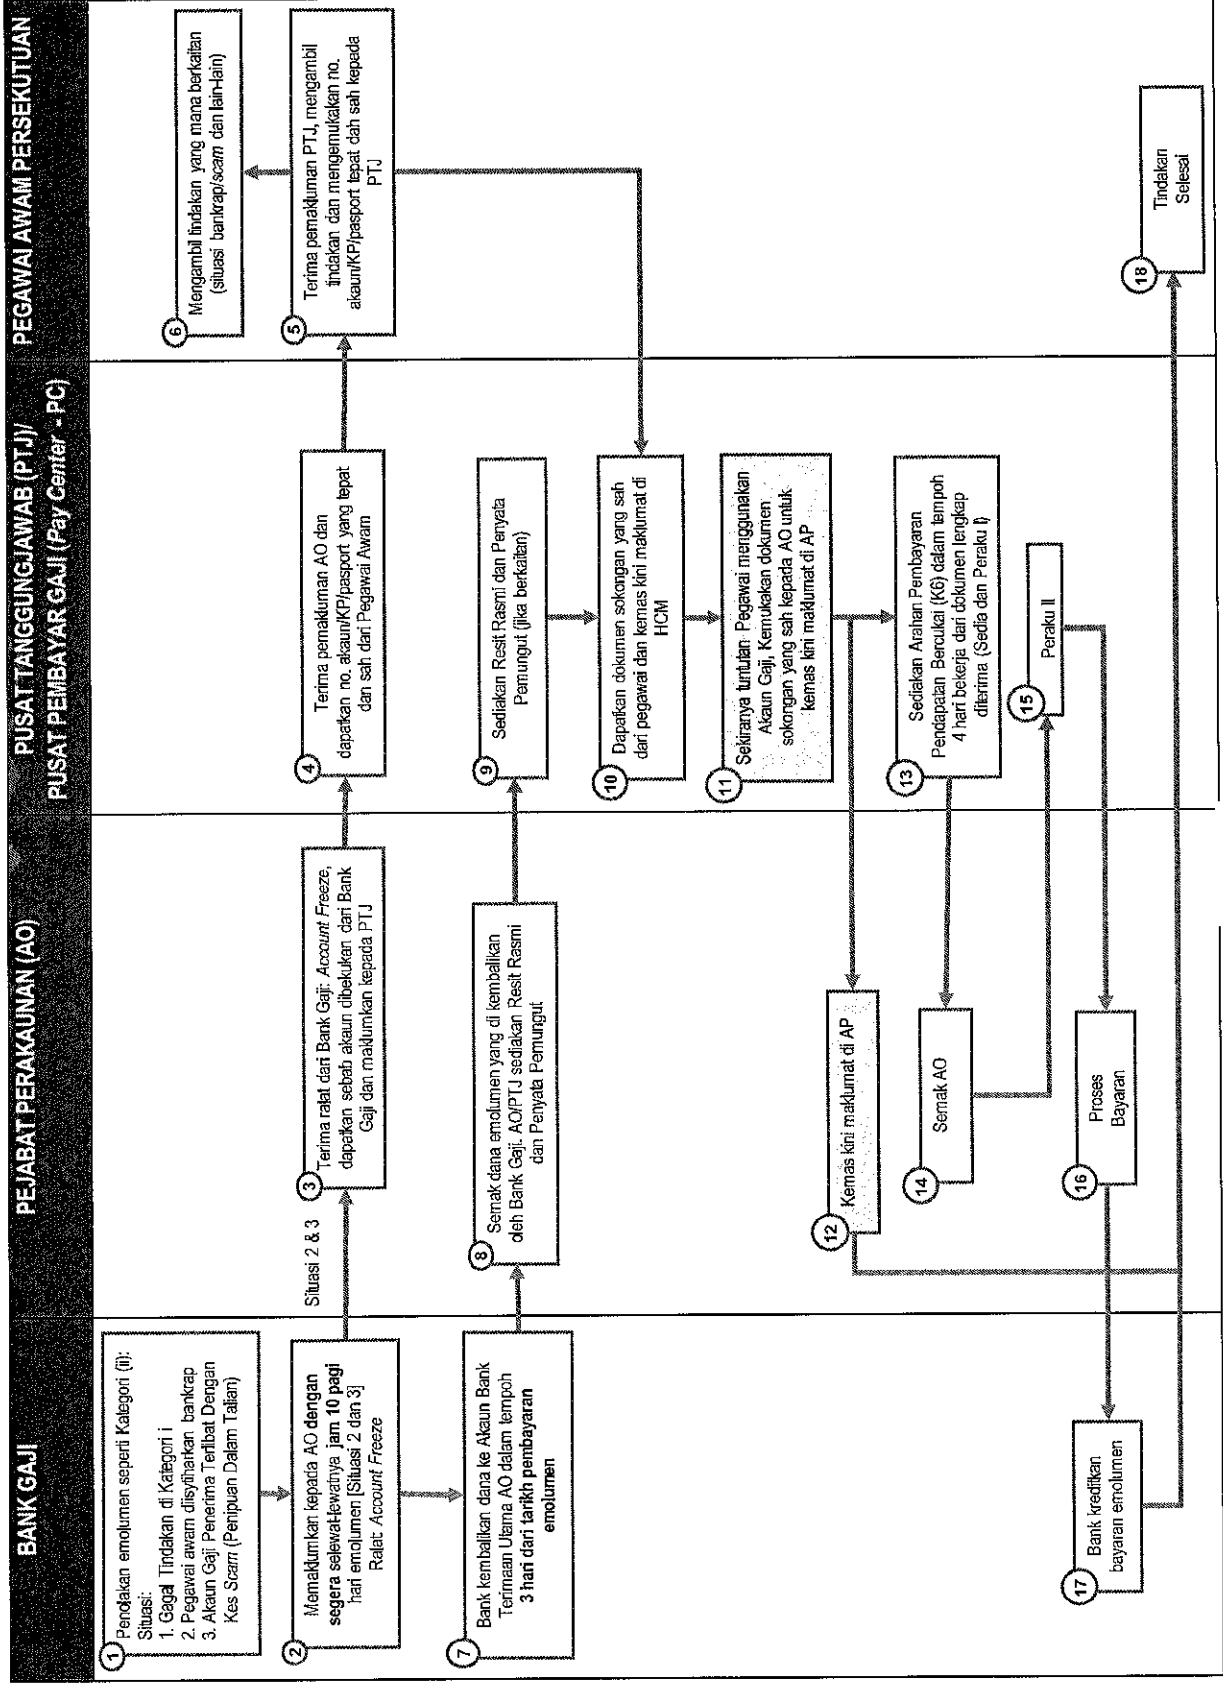 BANK GAJI
PEJABAT PERAKAUNAN (AO)
PUSAT TANGGUNGJAWAB (PTJ)/
PUSAT PEMBAYAR GAJI (Pay Center - PC)
PEGAWAI AWAM PERSEKUTUAN
1
Penolakan emolumen seperti Kategori (ii):
Situasi:
1. Gagal Tindakan di Kategori i
2. Pegawai awam diisytiharkan bankrap
3. Akaun Gaji Penerima Terlibat Dengan
Kes Scam (Penipuan Dalam Talian)
2
Memaklumkan kepada AO dengan
segera selewat-lewatnya jam 10 pagi
hari emolumen [Situasi 2 dan 3]
Ralat: Account Freeze
Situasi 2 & 3
3
Terima ralat dari Bank Gaji: Account Freeze,
dapatkan sebab akaun dibekukan dari Bank
Gaji dan maklumkan kepada PTJ
4
Terima pemakluman AO dan
dapatkan no. akaun/KP/pasport yang tepat
dan sah dari Pegawai Awam
5
Terima pemakluman PTJ, mengambil
tindakan dan mengemukakan no.
akaun/KP/pasport tepat dah sah kepada
PTJ
6
Mengambil tindakan yang mana berkaitan
(situasi bankrap/scam dan lain-lain)
7
Bank kembalikan dana ke Akaun Bank
Terimaan Utama AO dalam tempoh
3 hari dari tarikh pembayaran
emolumen
8
Semak dana emolumen yang di kembalikan
oleh Bank Gaji. AO/PTJ sediakan Resit Rasmi
dan Penyata Pemungut
9
Sediakan Resit Rasmi dan Penyata
Pemungut (jika berkaitan)
10
Dapatkan dokumen sokongan yang sah
dari pegawai dan kemas kini maklumat di
HCM
11
Sekiranya tuntutan Pegawai menggunakan
Akaun Gaji, Kemukakan dokumen
sokongan yang sah kepada AO untuk
kemas kini maklumat di AP
12
Kemas kini maklumat di AP
13
Sediakan Arahan Pembayaran
Pendapatan Bercukai (K6) dalam tempoh
4 hari bekerja dari dokumen lengkap
diterima (Sedia dan Peraku I)
14
Semak AO
15
Peraku II
16
Proses
Bayaran
17
Bank kreditkan
bayaran emolumen
18
Tindakan
Selesai